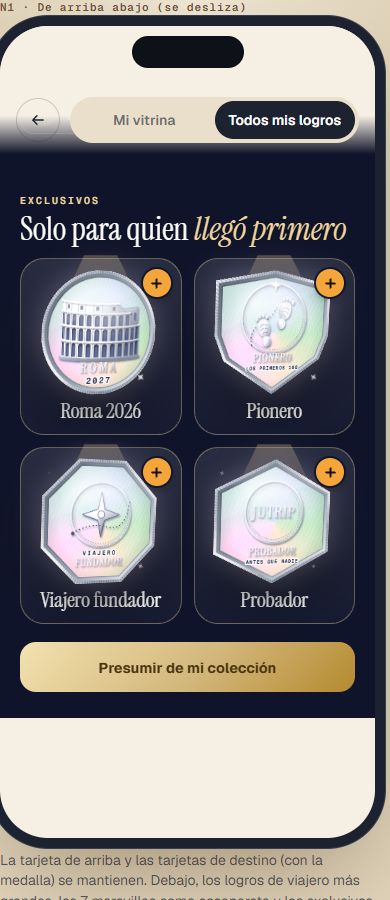 N1 · De arriba abajo (se desliza)
Mi vitrina
Todos mis logros
EXCLUSIVOS
Solo para quien llegó primero
ROMA
2027
Roma 2026
PIONERO
LOS PRIMEROS 100
Pionero
VIAJERO
FUNDADOR
Viajero fundador
JUTRIP
PROBADOR
ANTES QUE NADIE
Probador
Presumir de mi colección
La tarjeta de arriba y las tarjetas de destino (con la
medalla) se mantienen. Debajo, los logros de viajero más